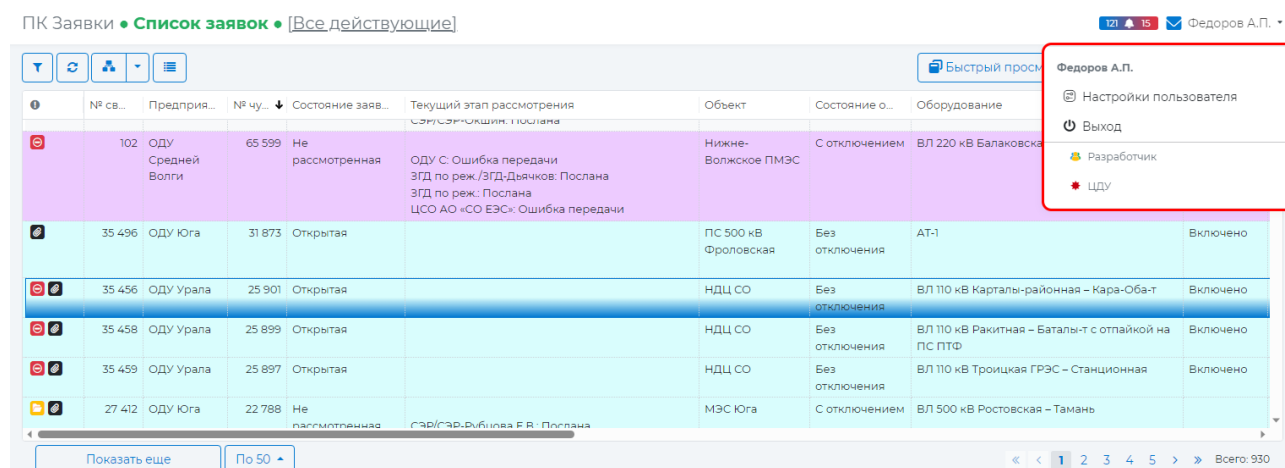 ПК Заявки ● Список заявок ● [Все действующие]
121 15 Федоров А.П.
Быстрый просм
Федоров А.П.
Настройки пользователя
Выход
Разработчик
ЦДУ
№ св... Предприя... № чу... Состояние заяв... Текущий этап рассмотрения Объект Состояние о... Оборудование
СЭР/СЭР-Окшин: Послана
102 ОДУ 65 599 Не Нижне- С отключением ВЛ 220 кВ Балаковска
Средней рассмотренная ОДУ С: Ошибка передачи Волжское ПМЭС
Волги ЗГД по реж./ЗГД-Дьячков: Послана
ЗГД по реж.: Послана
ЦСО АО «СО ЕЭС»: Ошибка передачи
35 496 ОДУ Юга 31 873 Открытая ПС 500 кВ Без АТ-1 Включено
Фроловская отключения
35 456 ОДУ Урала 25 901 Открытая НДЦ СО Без ВЛ 110 кВ Карталы-районная – Кара-Оба-т Включено
отключения
35 458 ОДУ Урала 25 899 Открытая НДЦ СО Без ВЛ 110 кВ Ракитная – Баталы-т с отпайкой на Включено
отключения ПС ПТФ
35 459 ОДУ Урала 25 897 Открытая НДЦ СО Без ВЛ 110 кВ Троицкая ГРЭС – Станционная Включено
отключения
27 412 ОДУ Юга 22 788 Не МЭС Юга С отключением ВЛ 500 кВ Ростовская – Тамань
рассмотренная СЭР/СЭР-Рубцова Е.В.: Послана
Показать еще По 50 « ‹ 1 2 3 4 5 › » Всего: 930